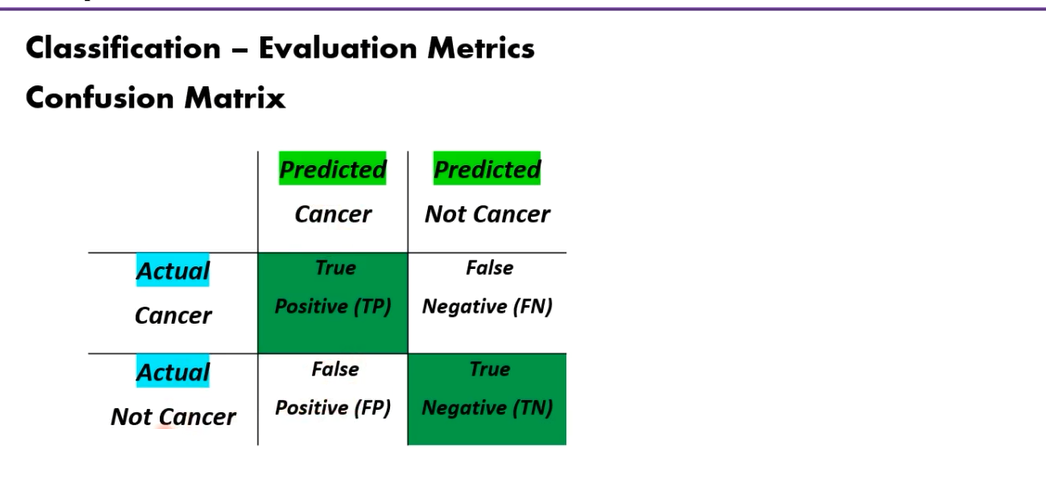 Classification – Evaluation Metrics
Confusion Matrix
Predicted Predicted
Cancer Not Cancer
Actual True False
Cancer Positive (TP) Negative (FN)
Actual False True
Not Cancer Positive (FP) Negative (TN)